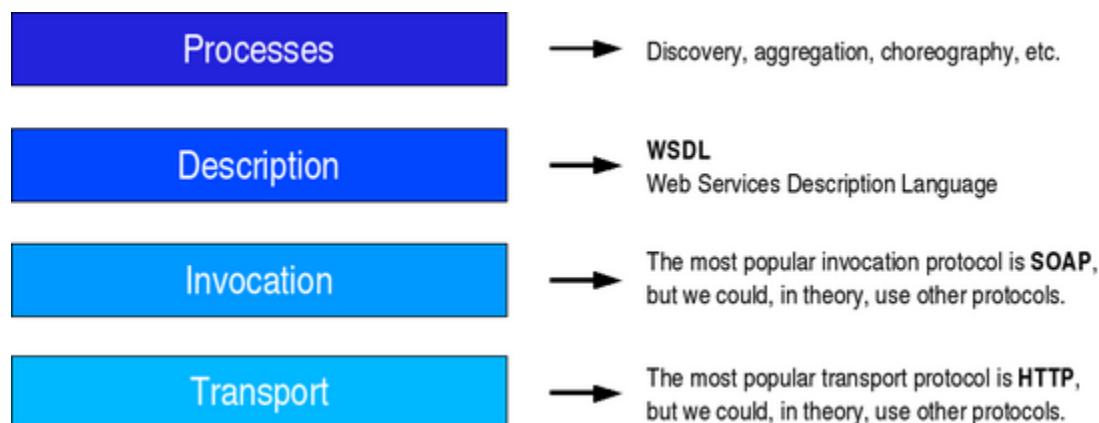 Processes
Discovery, aggregation, choreography, etc.
Description
WSDL
Web Services Description Language
Invocation
The most popular invocation protocol is SOAP,
but we could, in theory, use other protocols.
Transport
The most popular transport protocol is HTTP,
but we could, in theory, use other protocols.